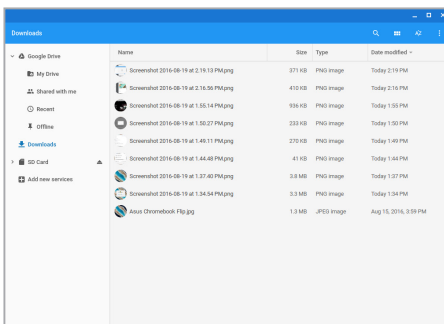 Downloads
Google Drive
My Drive
Shared with me
Recent
Offline
Downloads
SD Card
Add new services
Name Size Type Date modified
Screenshot 2016-08-19 at 2.19.13 PM.png 371 KB PNG image Today 2:19 PM
Screenshot 2016-08-19 at 2.16.56 PM.png 410 KB PNG image Today 2:16 PM
Screenshot 2016-08-19 at 1.55.14 PM.png 936 KB PNG image Today 1:55 PM
Screenshot 2016-08-19 at 1.50.27 PM.png 233 KB PNG image Today 1:50 PM
Screenshot 2016-08-19 at 1.49.11 PM.png 270 KB PNG image Today 1:49 PM
Screenshot 2016-08-19 at 1.44.48 PM.png 41 KB PNG image Today 1:44 PM
Screenshot 2016-08-19 at 1.37.40 PM.png 3.8 MB PNG image Today 1:37 PM
Screenshot 2016-08-19 at 1.34.54 PM.png 3.3 MB PNG image Today 1:34 PM
Asus Chromebook Flip.jpg 1.3 MB JPEG image Aug 15, 2016, 3:59 PM